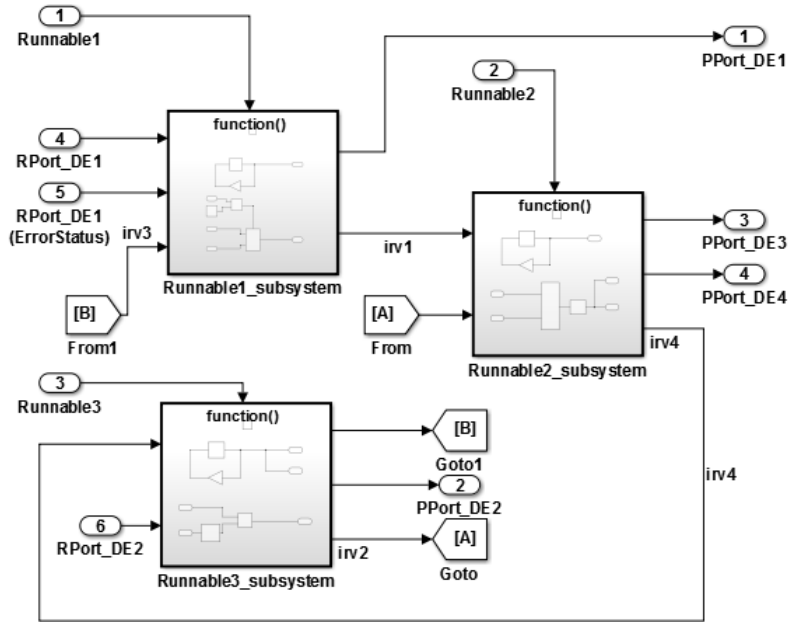 1
Runnable1
1
PPort_DE1
2
Runnable2
function()
4
RPort_DE1
5
RPort_DE1
(ErrorStatus)
irv3
irv1
Runnable1_subsystem
[B]
From1
function()
3
PPort_DE3
4
PPort_DE4
[A]
From
irv4
Runnable2_subsystem
3
Runnable3
function()
[B]
Goto1
2
PPort_DE2
irv4
6
RPort_DE2
irv2
[A]
Goto
Runnable3_subsystem